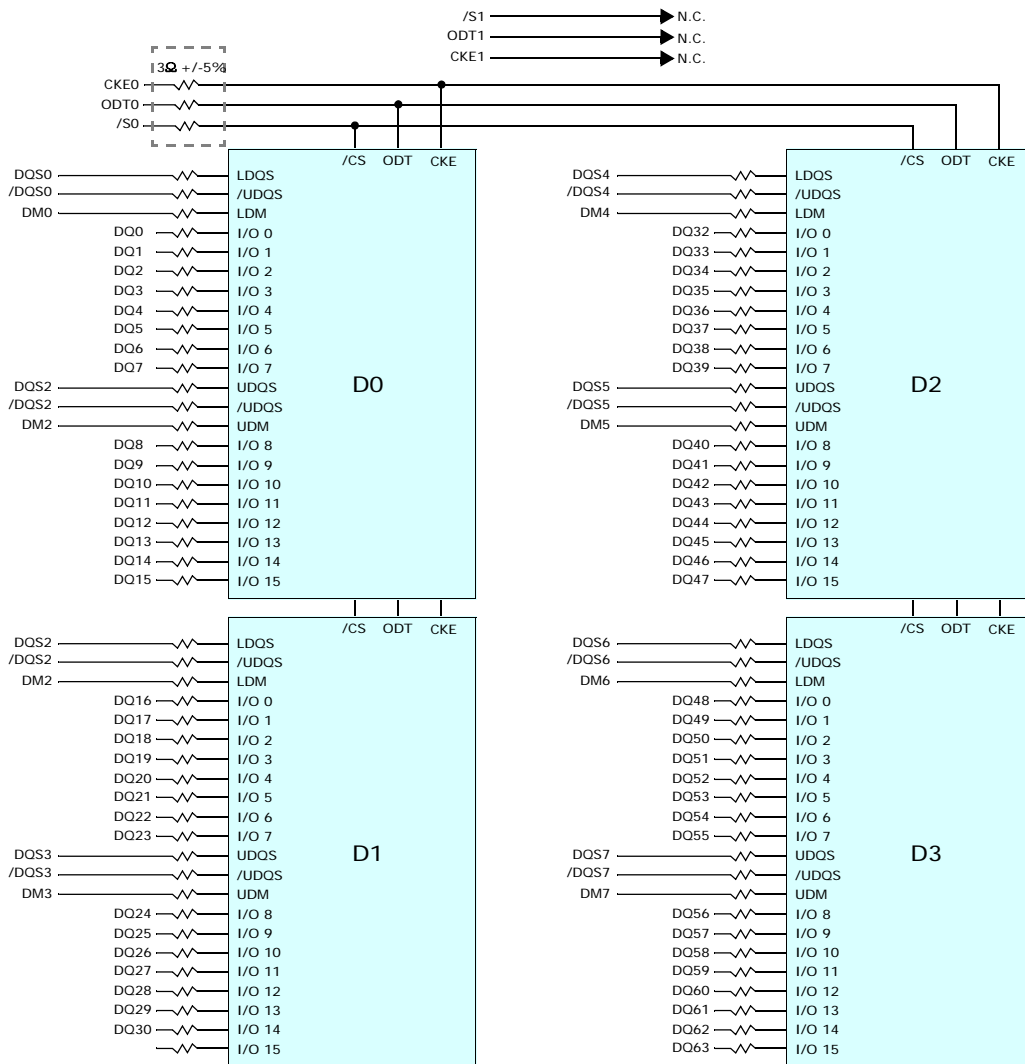 /S1 N.C.
ODT1 N.C.
CKE1 N.C.
3Ω +/-5%
CKE0
ODT0
/S0
/CS ODT CKE
DQS0 LDQS
/DQS0 /UDQS
DM0 LDM
DQ0 I/O 0
DQ1 I/O 1
DQ2 I/O 2
DQ3 I/O 3
DQ4 I/O 4
DQ5 I/O 5
DQ6 I/O 6
DQ7 I/O 7
DQS2 UDQS
/DQS2 /UDQS
DM2 UDM
DQ8 I/O 8
DQ9 I/O 9
DQ10 I/O 10
DQ11 I/O 11
DQ12 I/O 12
DQ13 I/O 13
DQ14 I/O 14
DQ15 I/O 15
D0
/CS ODT CKE
DQS4 LDQS
/DQS4 /UDQS
DM4 LDM
DQ32 I/O 0
DQ33 I/O 1
DQ34 I/O 2
DQ35 I/O 3
DQ36 I/O 4
DQ37 I/O 5
DQ38 I/O 6
DQ39 I/O 7
DQS5 UDQS
/DQS5 /UDQS
DM5 UDM
DQ40 I/O 8
DQ41 I/O 9
DQ42 I/O 10
DQ43 I/O 11
DQ44 I/O 12
DQ45 I/O 13
DQ46 I/O 14
DQ47 I/O 15
D2
/CS ODT CKE
DQS2 LDQS
/DQS2 /UDQS
DM2 LDM
DQ16 I/O 0
DQ17 I/O 1
DQ18 I/O 2
DQ19 I/O 3
DQ20 I/O 4
DQ21 I/O 5
DQ22 I/O 6
DQ23 I/O 7
DQS3 UDQS
/DQS3 /UDQS
DM3 UDM
DQ24 I/O 8
DQ25 I/O 9
DQ26 I/O 10
DQ27 I/O 11
DQ28 I/O 12
DQ29 I/O 13
DQ30 I/O 14
I/O 15
D1
/CS ODT CKE
DQS6 LDQS
/DQS6 /UDQS
DM6 LDM
DQ48 I/O 0
DQ49 I/O 1
DQ50 I/O 2
DQ51 I/O 3
DQ52 I/O 4
DQ53 I/O 5
DQ54 I/O 6
DQ55 I/O 7
DQS7 UDQS
/DQS7 /UDQS
DM7 UDM
DQ56 I/O 8
DQ57 I/O 9
DQ58 I/O 10
DQ59 I/O 11
DQ60 I/O 12
DQ61 I/O 13
DQ62 I/O 14
DQ63 I/O 15
D3